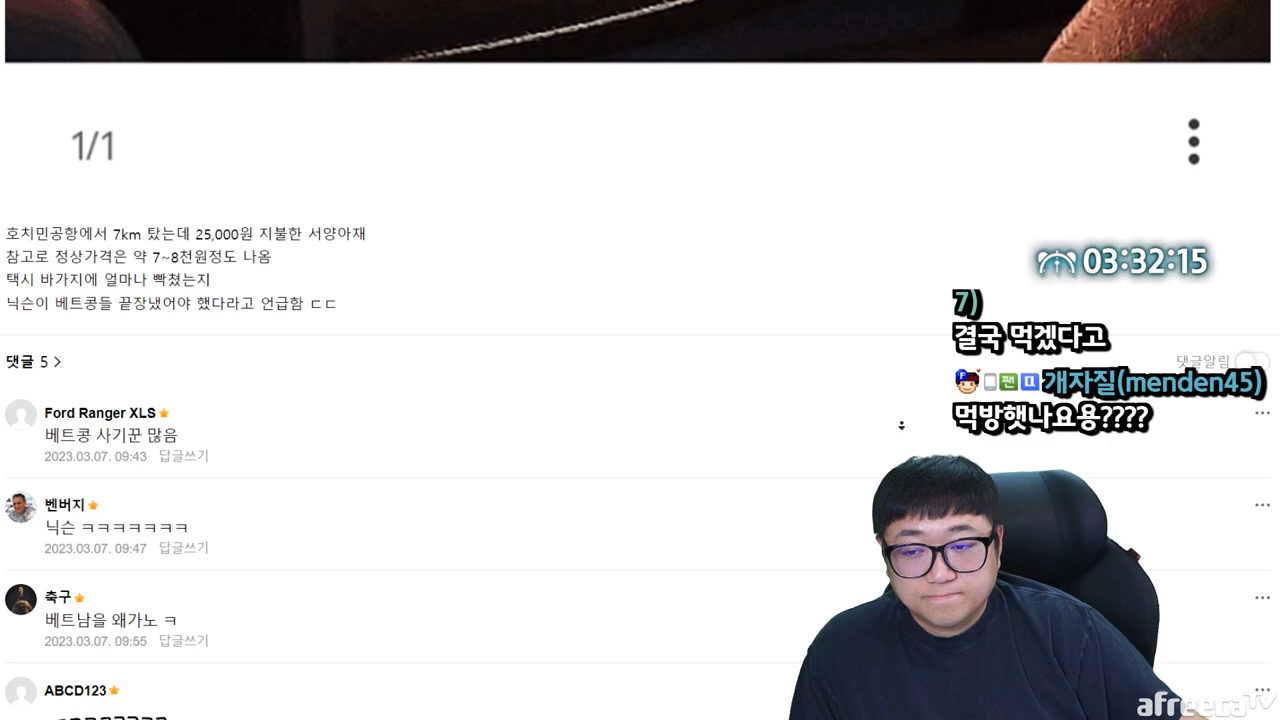 1/1
호치민공항에서 7km 탔는데 25,000원 지불한 서양아재
참고로 정상가격은 약 7~8천원정도 나옴
택시 바가지에 얼마나 빡쳤는지
닉슨이 베트콩들 끝장냈어야 했다라고 언급함 ㄷㄷ
03:32:15
7)
결국 먹겠다고
댓글 5 >
댓글알림
개자질(menden45)
먹방햇나요용????
Ford Ranger XLS
베트콩 사기꾼 많음
2023.03.07. 09:43 답글쓰기
벤버지
닉슨 ㅋㅋㅋㅋㅋㅋㅋ
2023.03.07. 09:47 답글쓰기
축구
베트남을 왜가노 ㅋ
2023.03.07. 09:55 답글쓰기
ABCD123
afreecaTV